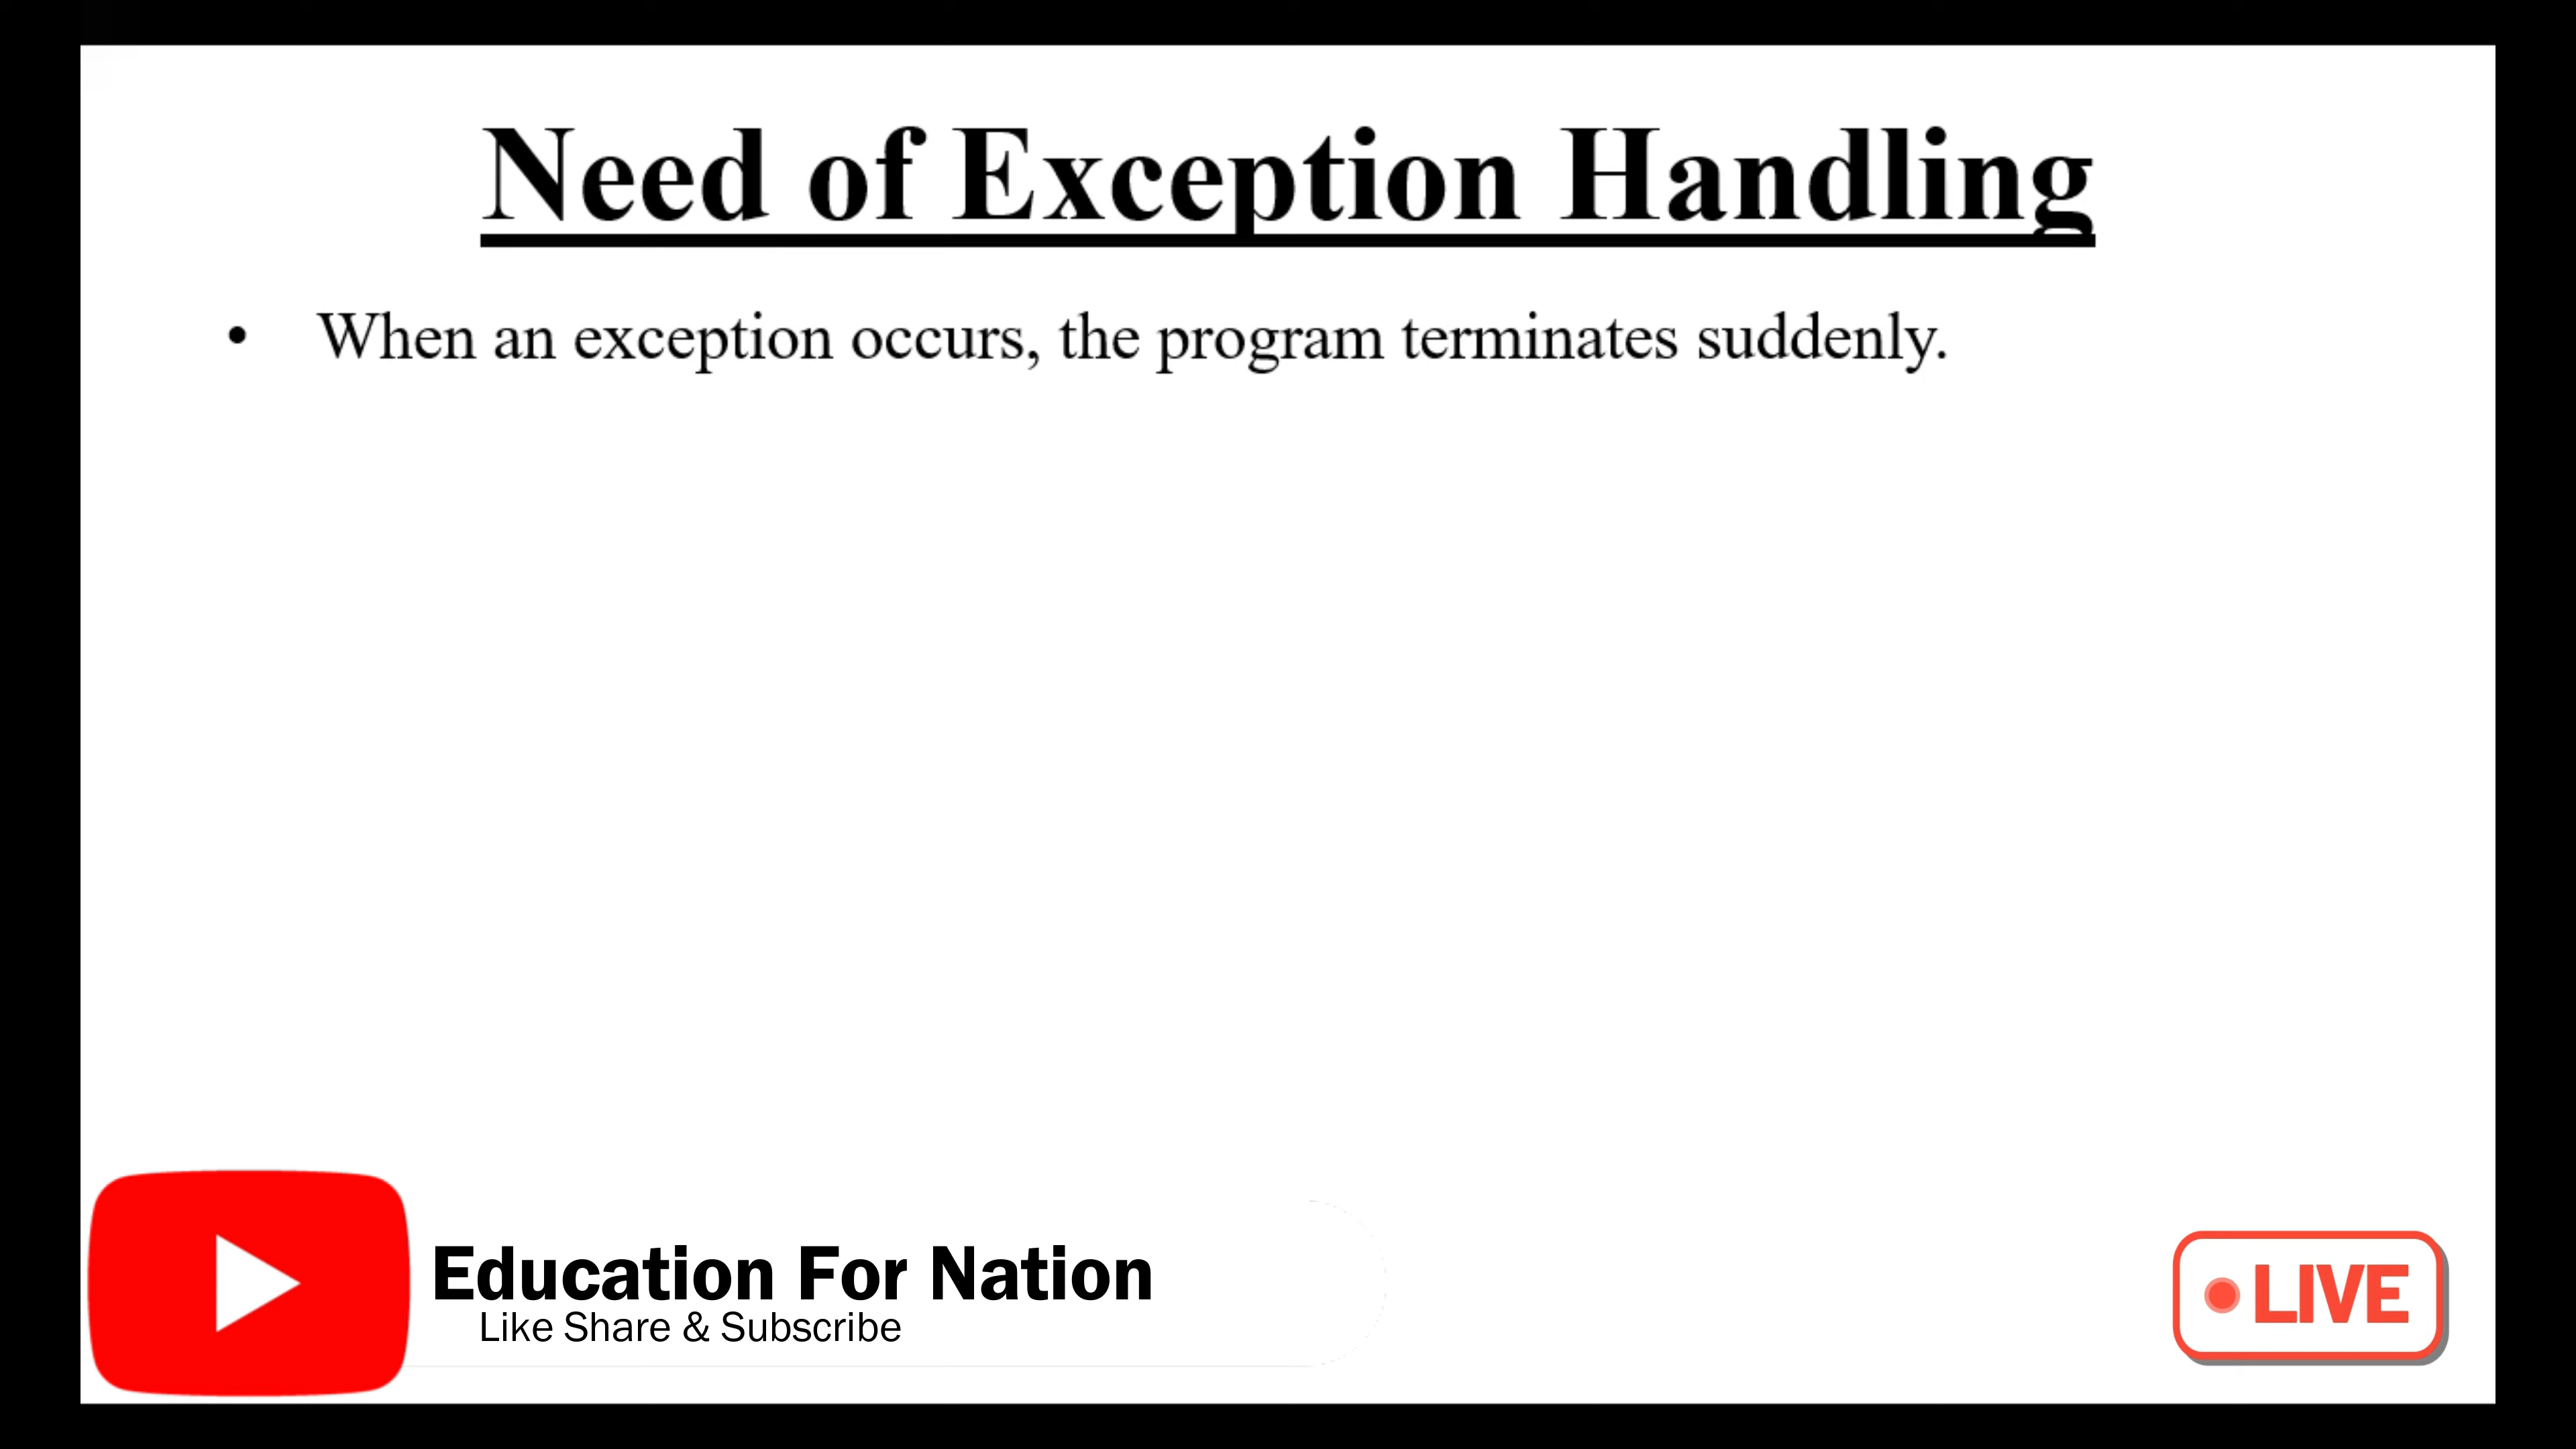 Need of Exception Handling
• When an exception occurs, the program terminates suddenly.
Education For Nation
Like Share & Subscribe
LIVE